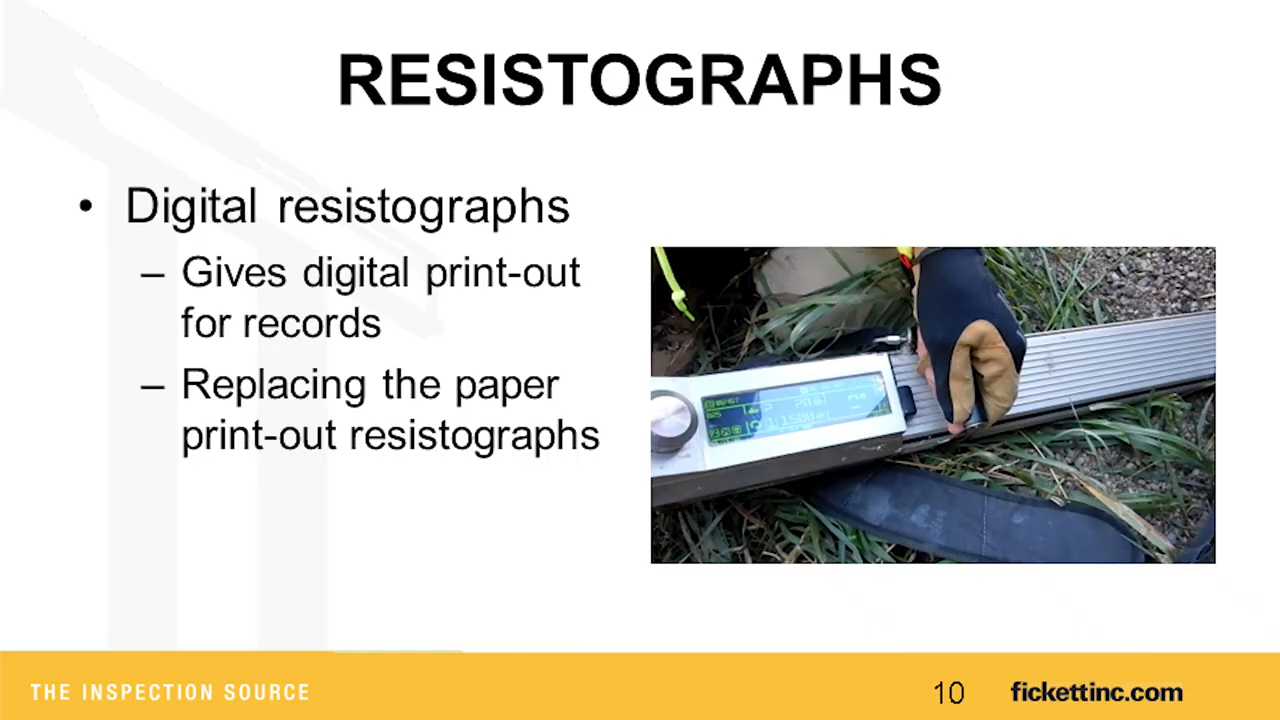 RESISTOGRAPHS
• Digital resistographs
– Gives digital print-out
for records
– Replacing the paper
print-out resistographs
THE INSPECTION SOURCE
10
fickettinc.com